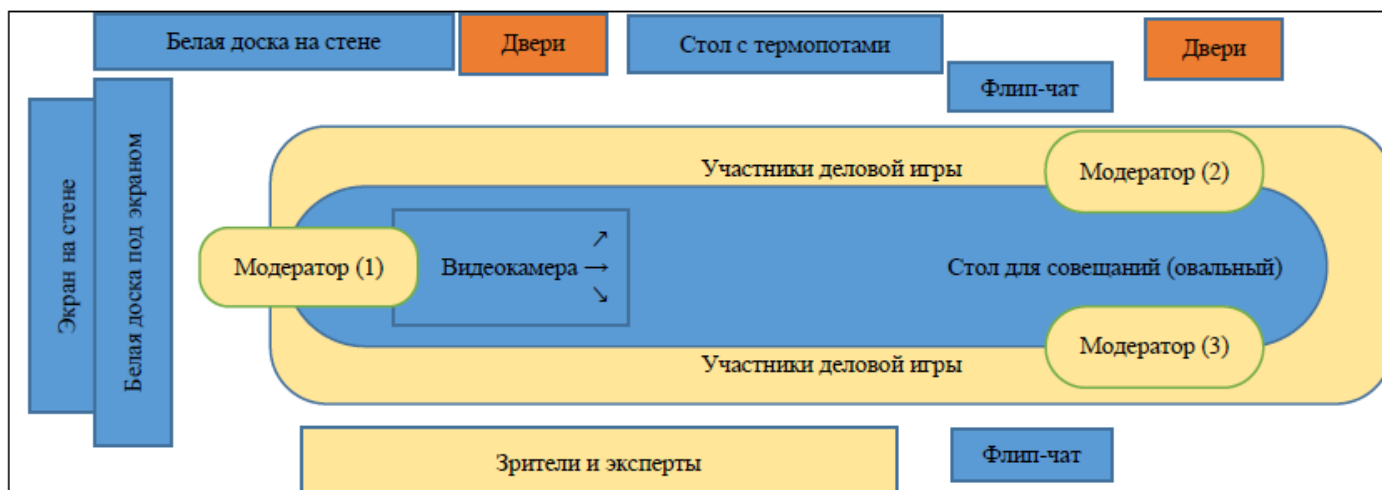 Белая доска на стене
Двери
Стол с термопотами
Двери
Флип-чат
Экран на стене
Белая доска под экраном
Участники деловой игры
Модератор (2)
Модератор (1)
Видеокамера →
↗
↘
Стол для совещаний (овальный)
Модератор (3)
Участники деловой игры
Зрители и эксперты
Флип-чат